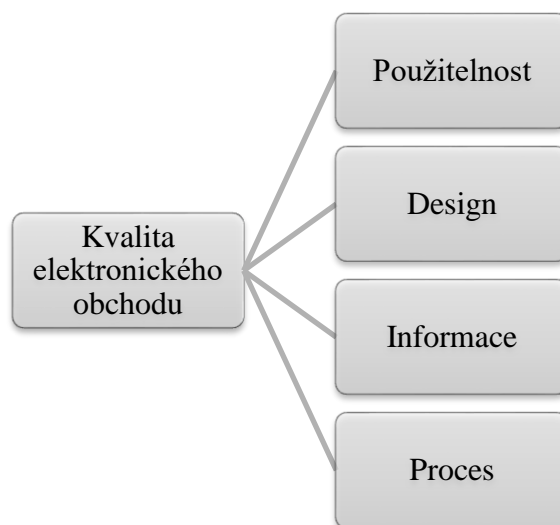 Použitelnost
Design
Kvalita
elektronického
obchodu
Informace
Proces